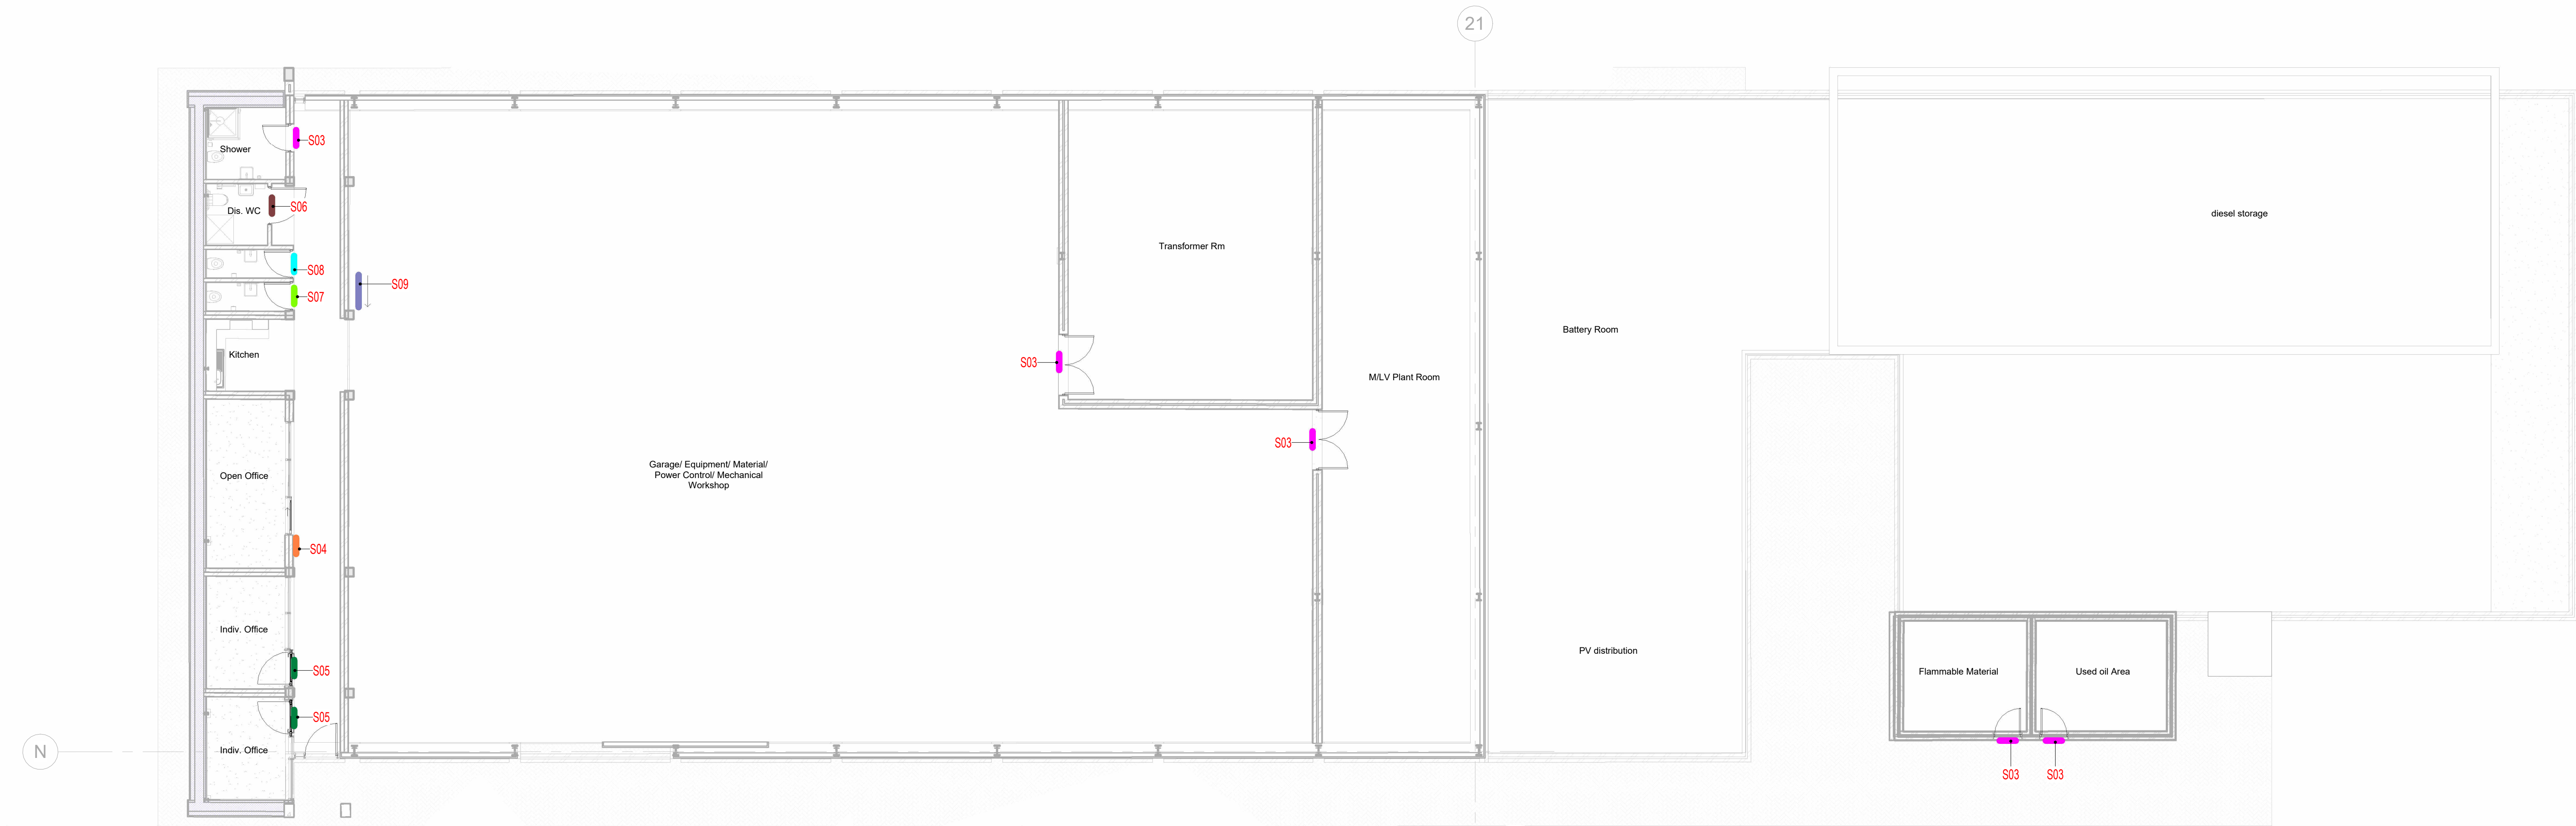 21
Shower
S03
Dis. WC
S06
S08
S07
S09
Kitchen
Transformer Rm
diesel storage
Battery Room
S03
M/LV Plant Room
S03
Garage/ Equipment/ Material/
Power Control/ Mechanical
Workshop
Open Office
S04
Indiv. Office
S05
PV distribution
Flammable Material
Used oil Area
S05
Indiv. Office
N
S03
S03